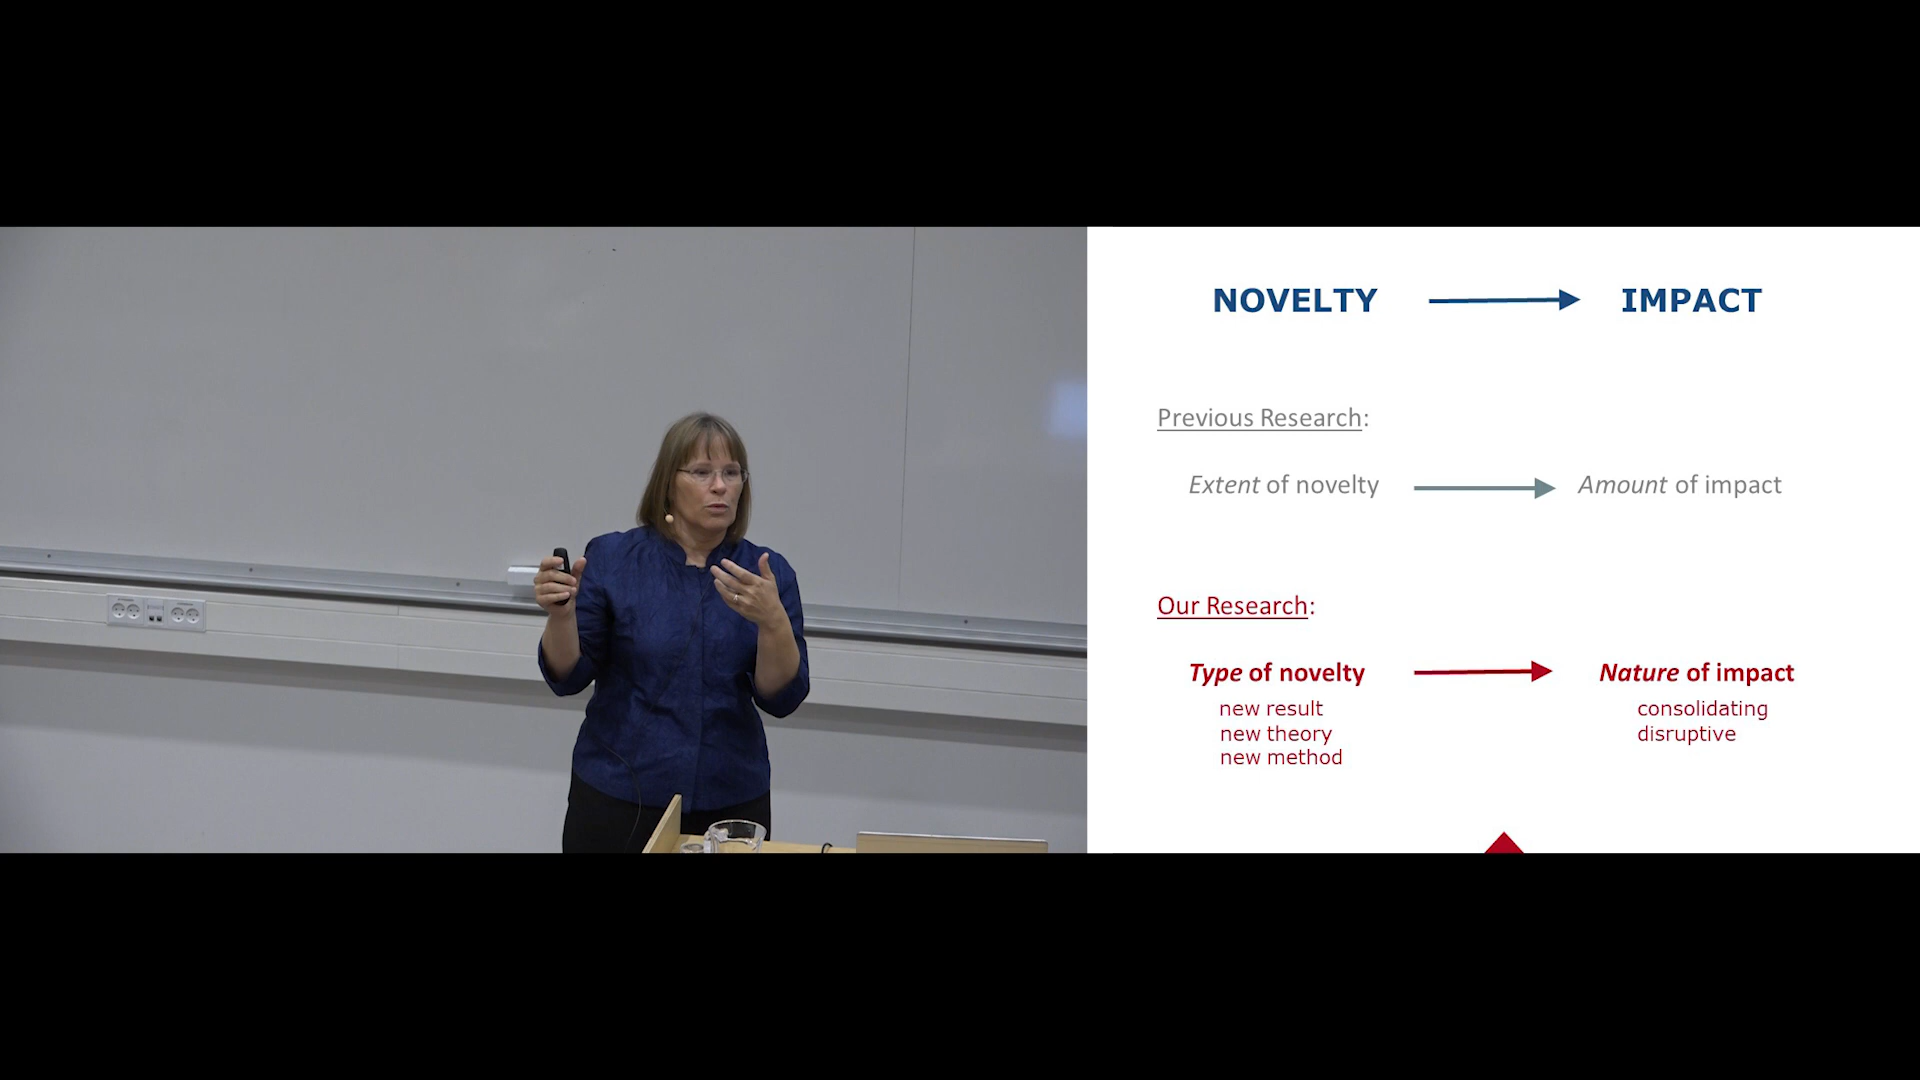 NOVELTY IMPACT
Previous Research:
Extent of novelty Amount of impact
Our Research:
Type of novelty Nature of impact
new result consolidating
new theory disruptive
new method